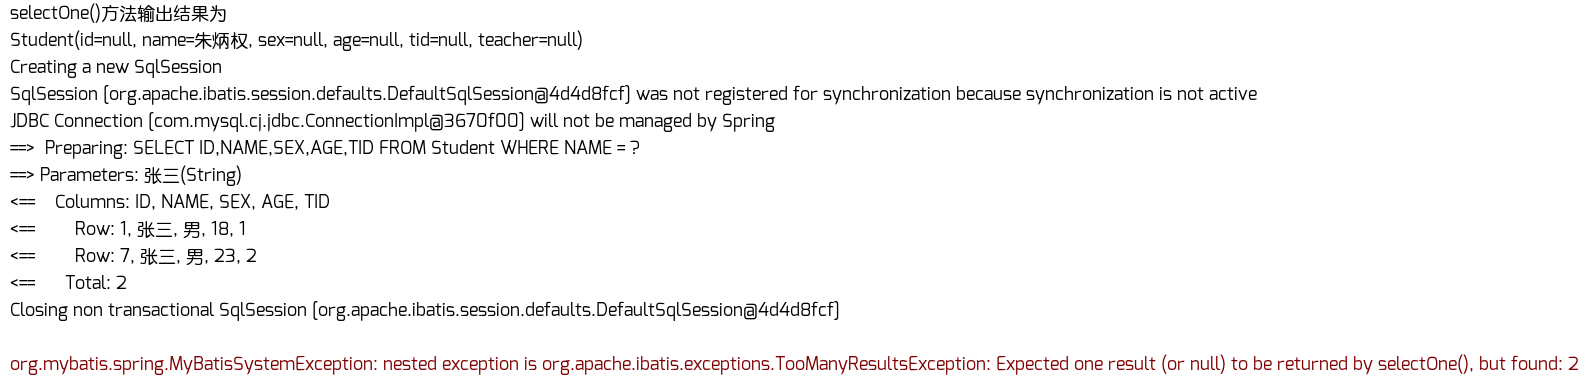 selectOne()方法输出结果为
Student(id=null, name=朱炳权, sex=null, age=null, tid=null, teacher=null)
Creating a new SqlSession
SqlSession [org.apache.ibatis.session.defaults.DefaultSqlSession@4d4d8fcf] was not registered for synchronization because synchronization is not active
JDBC Connection [com.mysql.cj.jdbc.ConnectionImpl@3670f00] will not be managed by Spring
==>  Preparing: SELECT ID,NAME,SEX,AGE,TID FROM Student WHERE NAME = ?
==> Parameters: 张三(String)
<==    Columns: ID, NAME, SEX, AGE, TID
<==        Row: 1, 张三, 男, 18, 1
<==        Row: 7, 张三, 男, 23, 2
<==      Total: 2
Closing non transactional SqlSession [org.apache.ibatis.session.defaults.DefaultSqlSession@4d4d8fcf]
org.mybatis.spring.MyBatisSystemException: nested exception is org.apache.ibatis.exceptions.TooManyResultsException: Expected one result (or null) to be returned by selectOne(), but found: 2